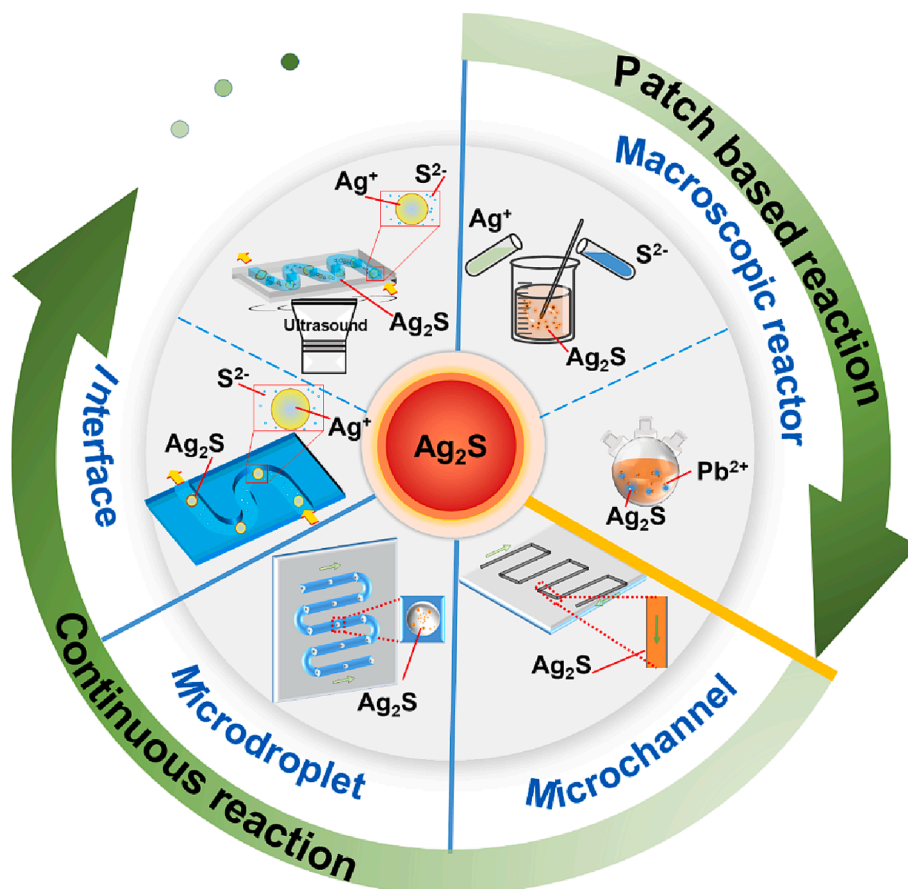 Patch based reaction
Macroscopic reactor
Ag⁺
S²⁻
Ag₂S
Pb²⁺
Ag₂S
Ag₂S
Microchannel
Ag₂S
Microdroplet
Continuous reaction
Interface
S²⁻
Ag⁺
Ag₂S
Ag⁺
S²⁻
Ultrasound
Ag₂S
Ag₂S